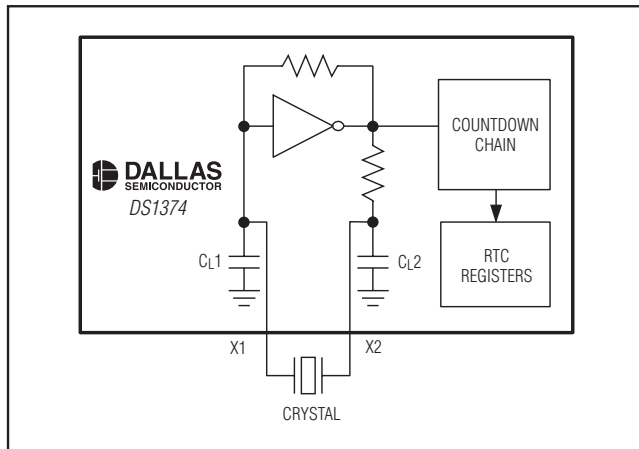 DALLAS
SEMICONDUCTOR
DS1374
CL1
CL2
COUNTDOWN
CHAIN
RTC
REGISTERS
X1
X2
CRYSTAL